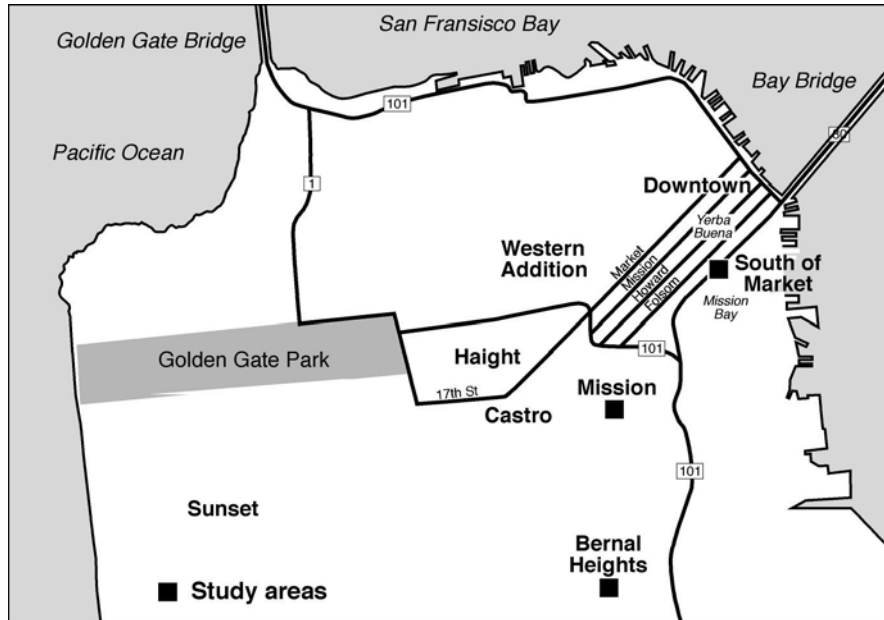 San Fransisco Bay
Golden Gate Bridge
Bay Bridge
101
80
Pacific Ocean
1
Downtown
Yerba
Buena
Western
Addition
Market
Mission
Howard
Folsom
South of
Market
Mission
Bay
Golden Gate Park
Haight
101
17th St
Mission
Castro
101
Sunset
Bernal
Heights
Study areas